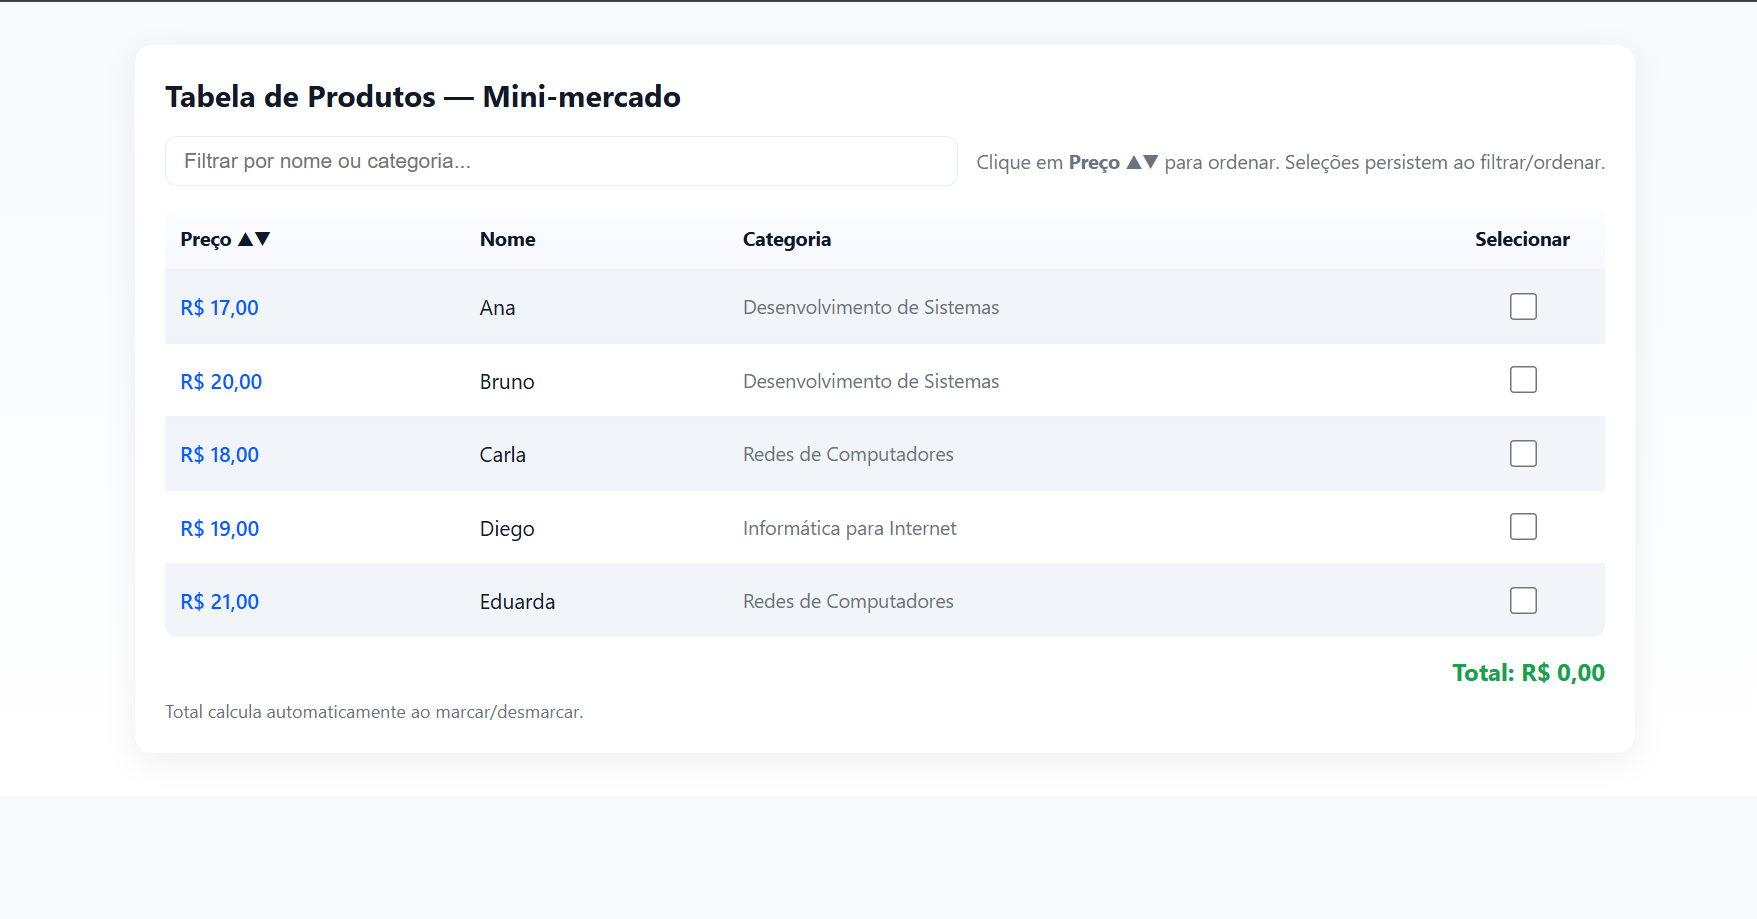 Tabela de Produtos — Mini-mercado
Filtrar por nome ou categoria...
Clique em Preço ▲▼ para ordenar. Seleções persistem ao filtrar/ordenar.
Preço ▲▼ Nome Categoria Selecionar
R$ 17,00 Ana Desenvolvimento de Sistemas
R$ 20,00 Bruno Desenvolvimento de Sistemas
R$ 18,00 Carla Redes de Computadores
R$ 19,00 Diego Informática para Internet
R$ 21,00 Eduarda Redes de Computadores
Total: R$ 0,00
Total calcula automaticamente ao marcar/desmarcar.